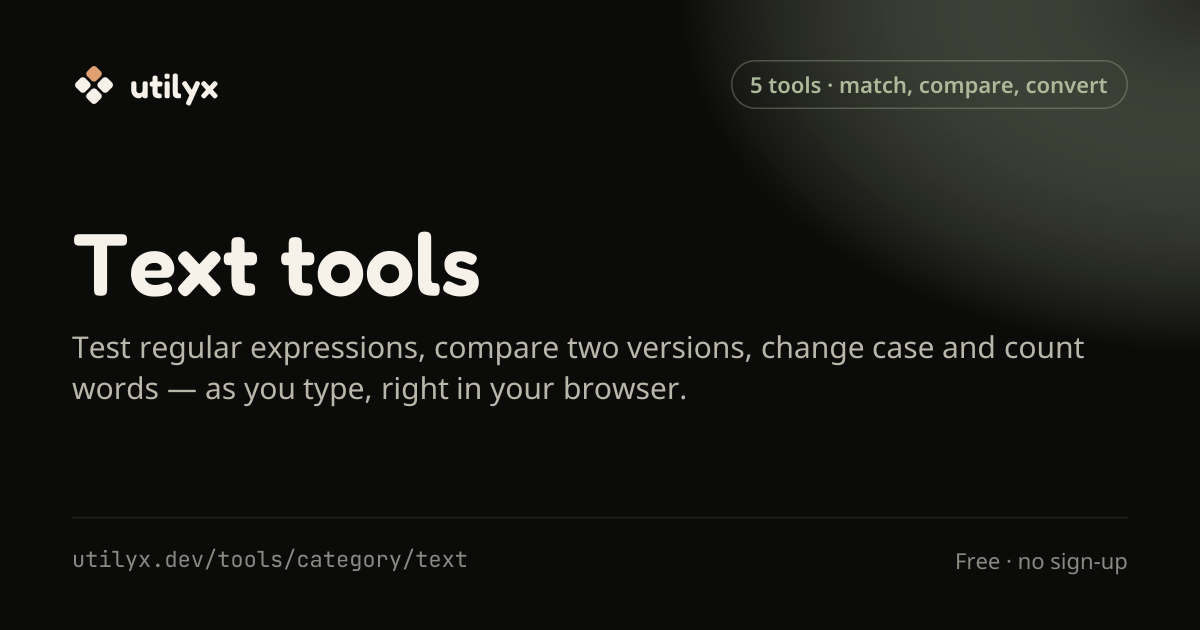 utilyx
5 tools · match, compare, convert
Text tools
Test regular expressions, compare two versions, change case and count
words — as you type, right in your browser.
utilyx.dev/tools/category/text
Free · no sign-up